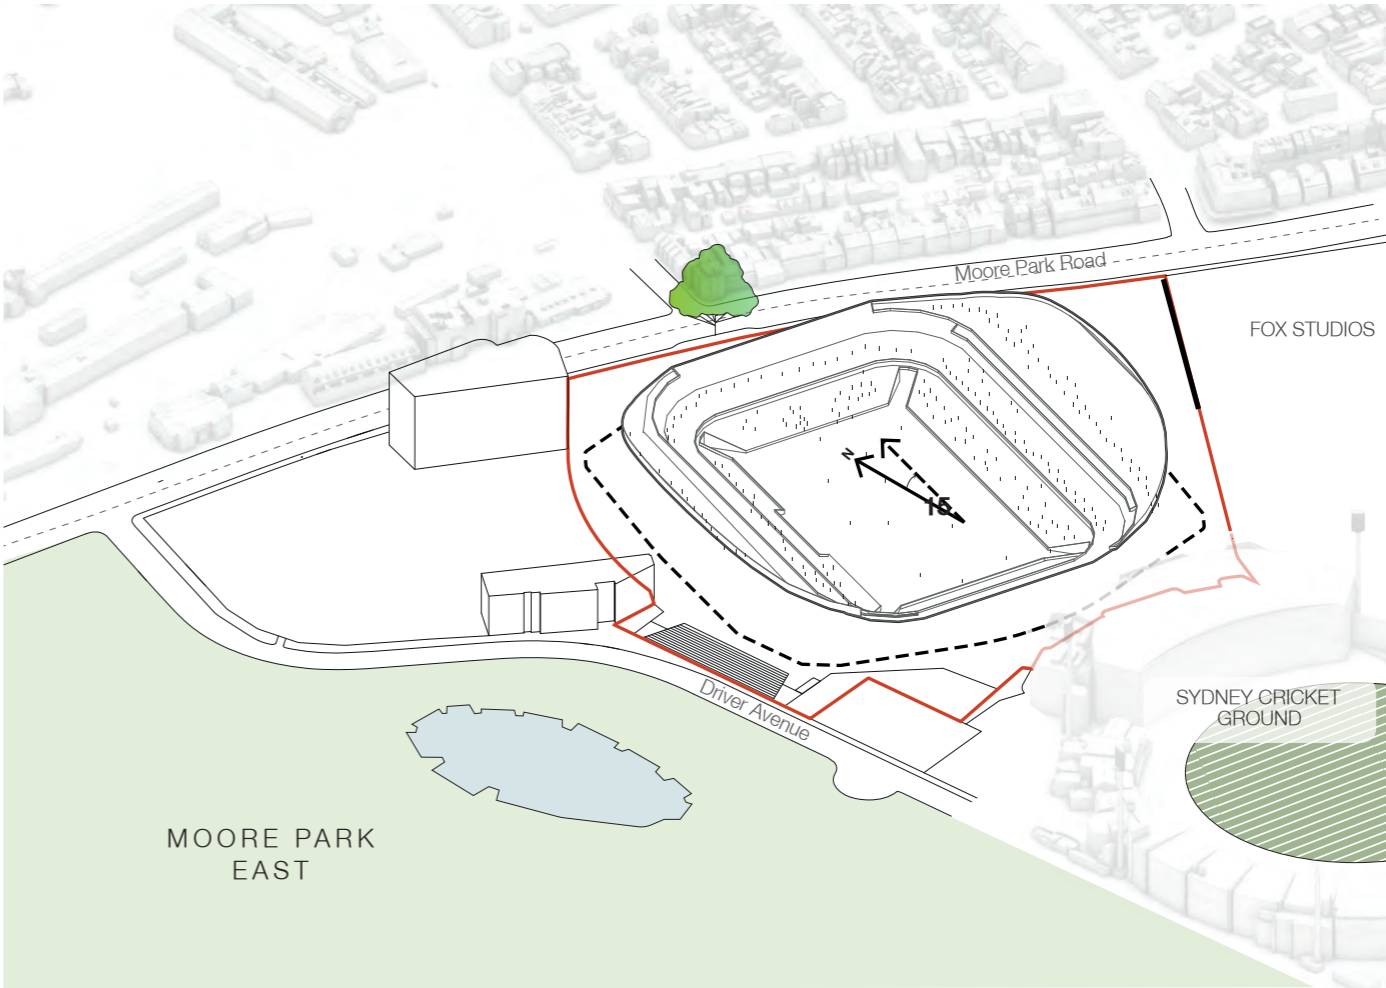 Moore Park Road
FOX STUDIOS
N
15
Driver Avenue
SYDNEY CRICKET
GROUND
MOORE PARK
EAST